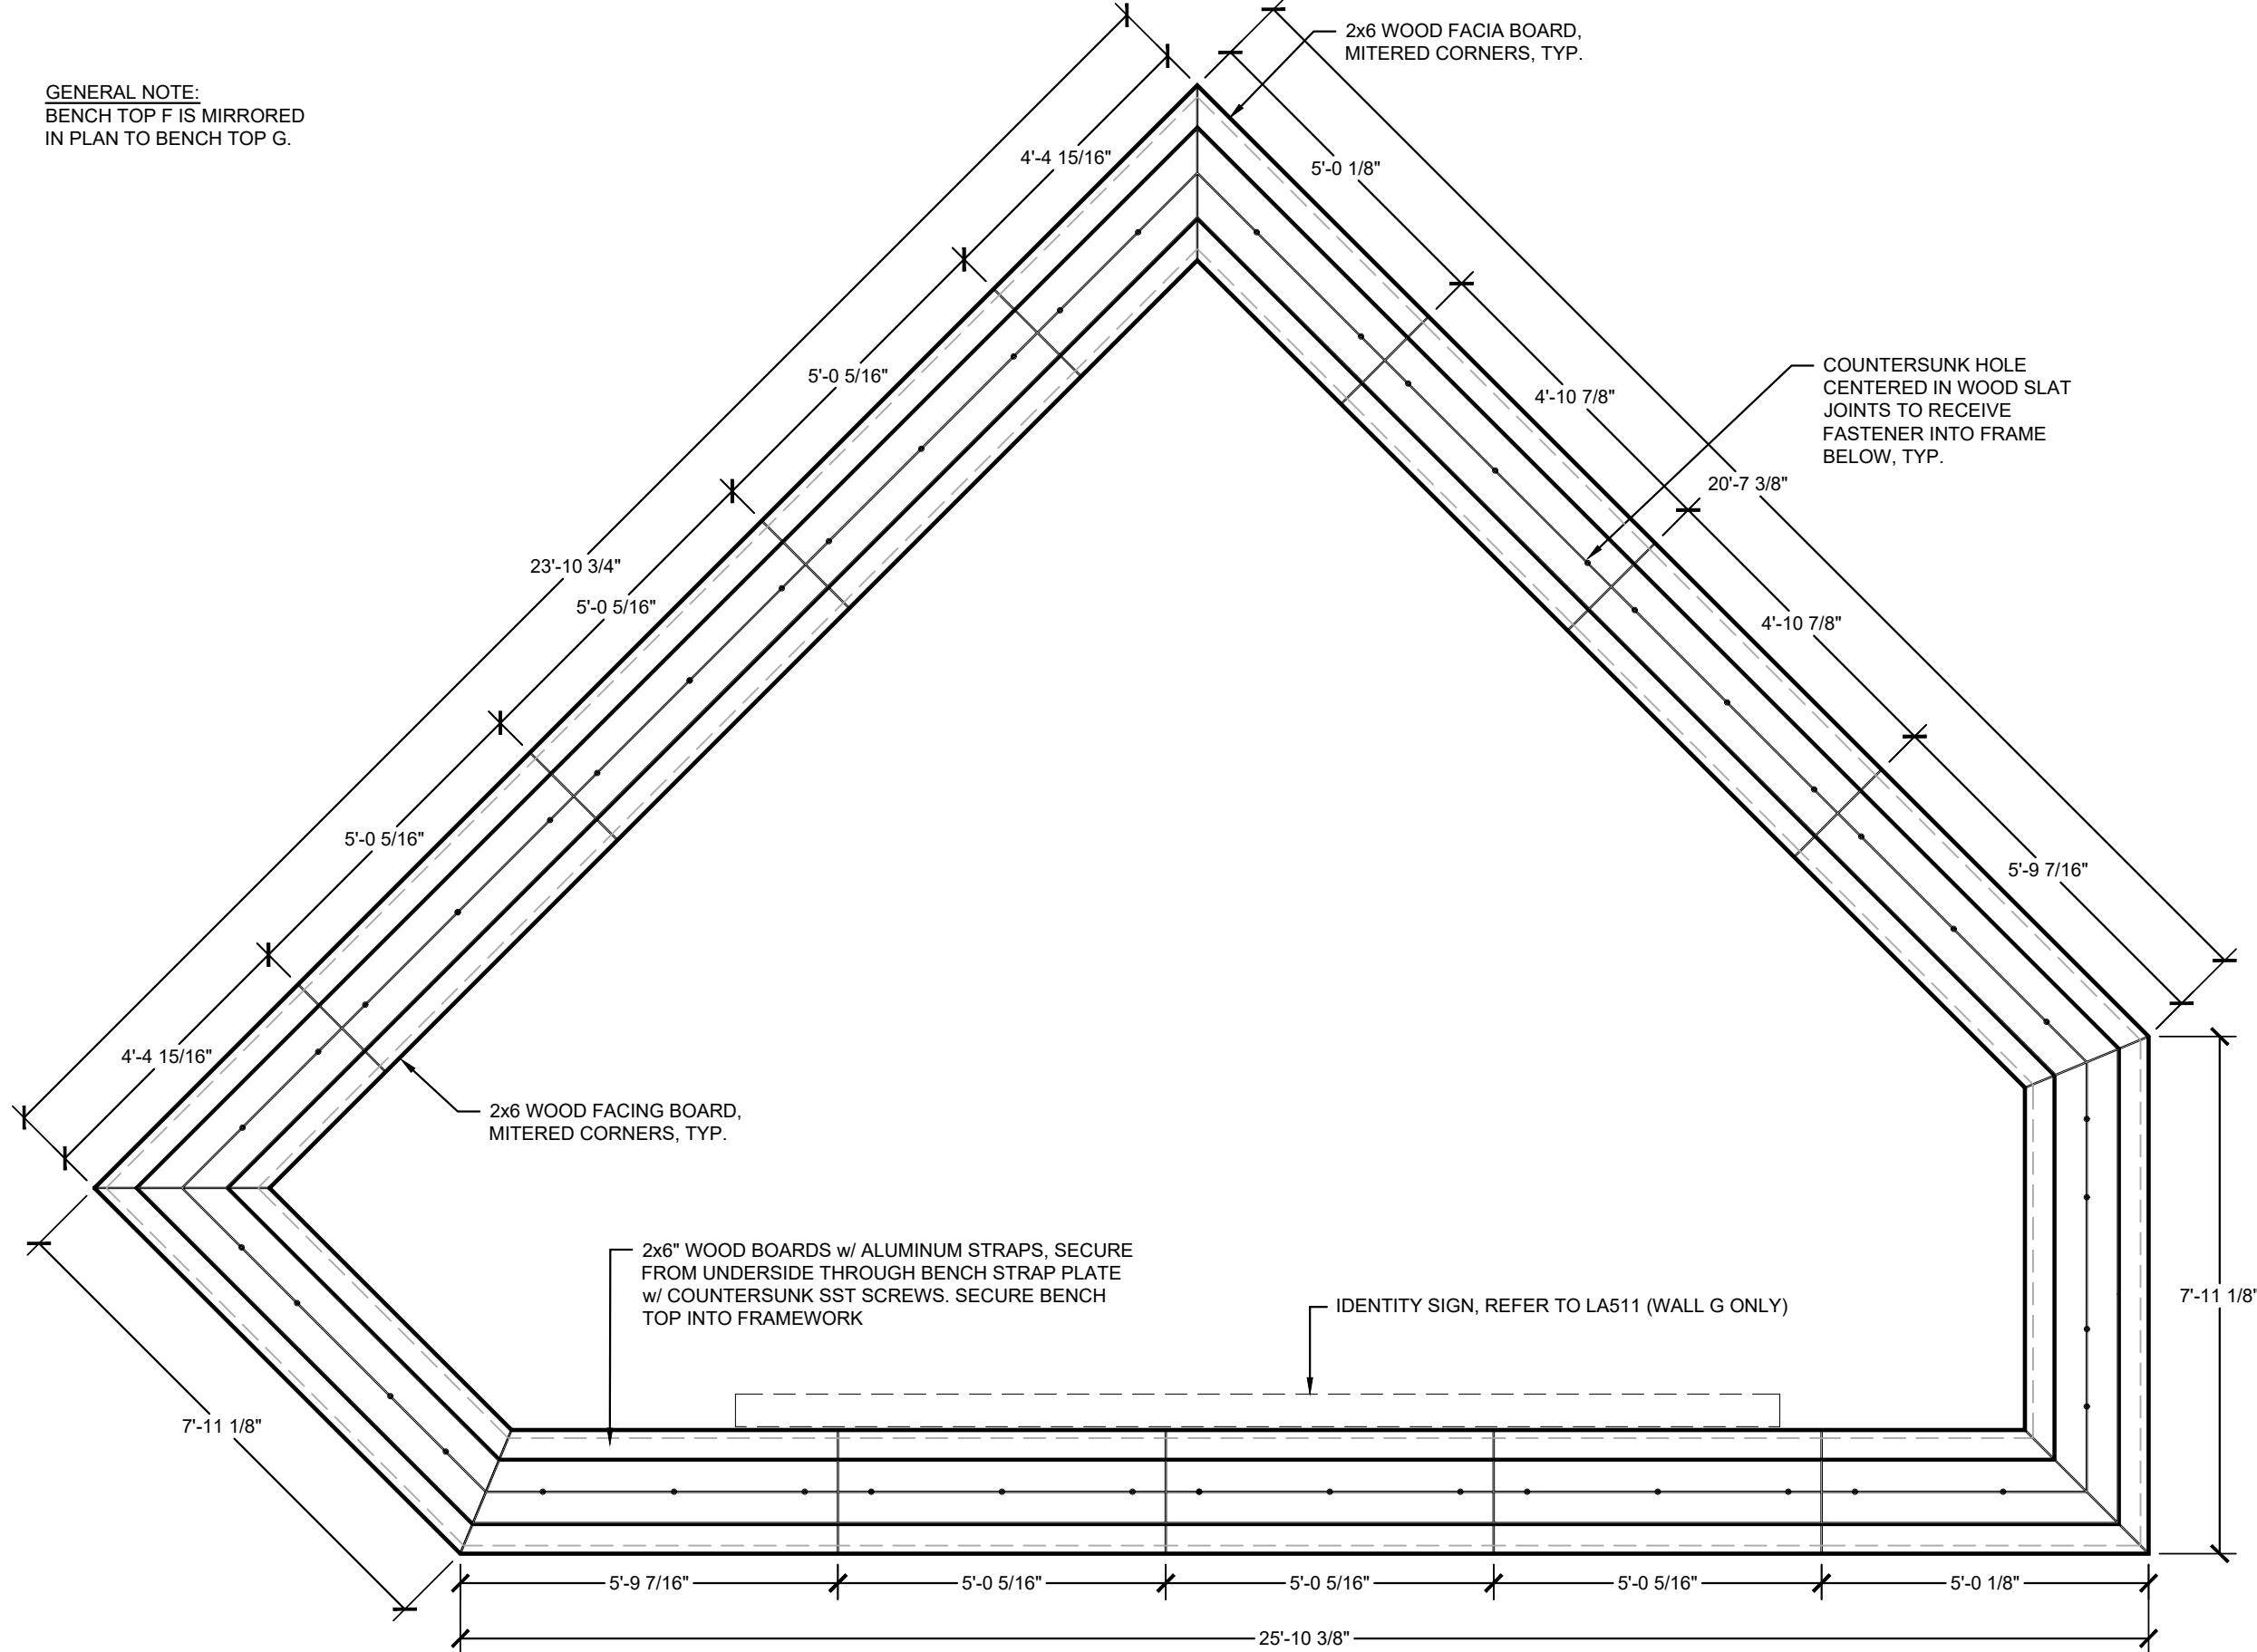 GENERAL NOTE:
BENCH TOP F IS MIRRORED
IN PLAN TO BENCH TOP G.
2x6 WOOD FACIA BOARD,
MITERED CORNERS, TYP.
4'-4 15/16"
5'-0 1/8"
5'-0 5/16"
4'-10 7/8"
COUNTERSUNK HOLE
CENTERED IN WOOD SLAT
JOINTS TO RECEIVE
FASTENER INTO FRAME
BELOW, TYP.
20'-7 3/8"
23'-10 3/4"
5'-0 5/16"
4'-10 7/8"
5'-0 5/16"
5'-9 7/16"
4'-4 15/16"
2x6 WOOD FACING BOARD,
MITERED CORNERS, TYP.
2x6" WOOD BOARDS w/ ALUMINUM STRAPS, SECURE
FROM UNDERSIDE THROUGH BENCH STRAP PLATE
w/ COUNTERSUNK SST SCREWS. SECURE BENCH
TOP INTO FRAMEWORK
IDENTITY SIGN, REFER TO LA511 (WALL G ONLY)
7'-11 1/8"
7'-11 1/8"
5'-9 7/16"
5'-0 5/16"
5'-0 5/16"
5'-0 5/16"
5'-0 1/8"
25'-10 3/8"